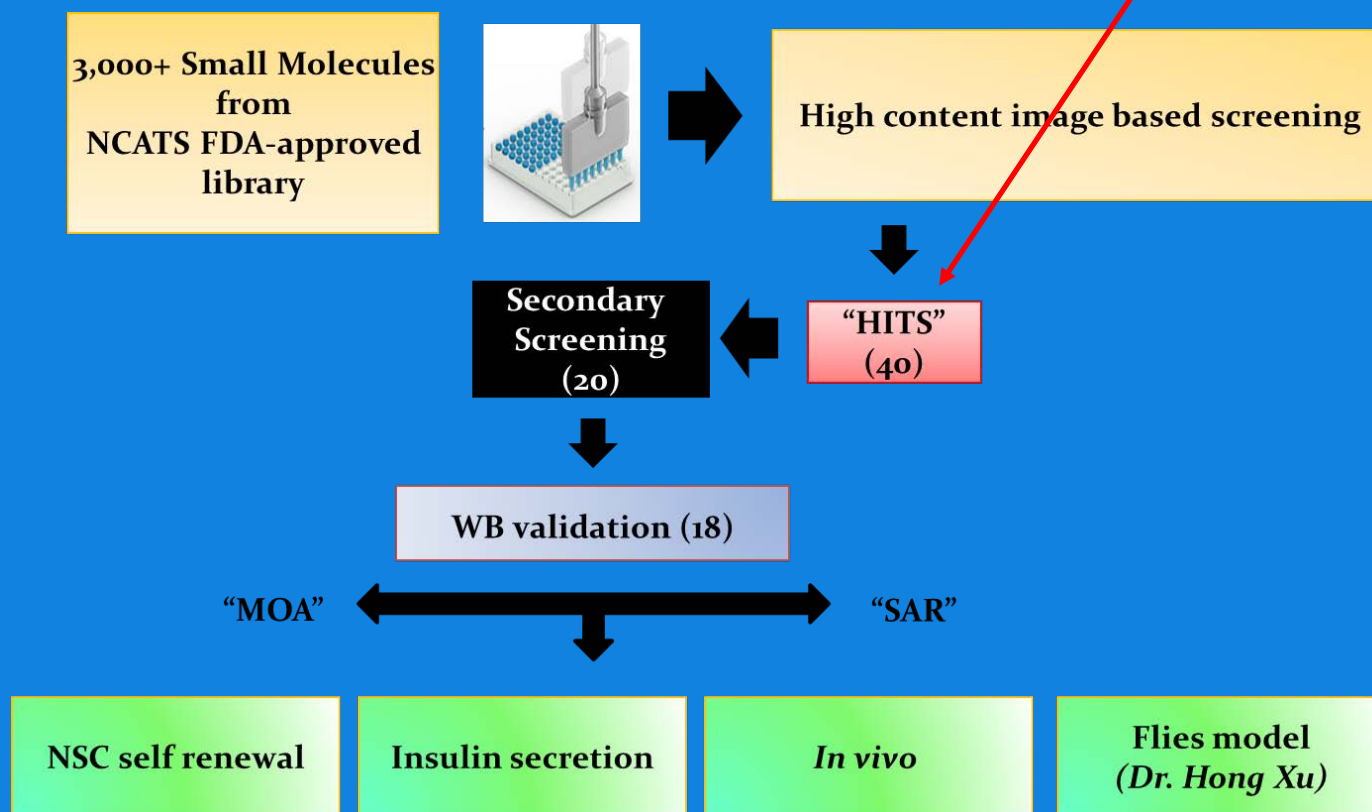 3,000+ Small Molecules
from
NCATS FDA-approved
library
High content image based screening
“HITS”
(40)
Secondary
Screening
(20)
WB validation (18)
“MOA”
“SAR”
NSC self renewal
Insulin secretion
In vivo
Flies model
(Dr. Hong Xu)